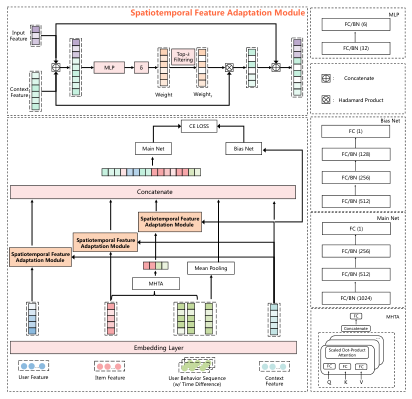 Spatiotemporal Feature Adaptation Module
Input
Feature
Context
Feature
MLP
δ
Weight
Top-k
Filtering
Weight,
MLP
FC/BN (6)
FC/BN (32)
: Concatenate
: Hadamard Product
CE LOSS
Main Net
Bias Net
Concatenate
Spatiotemporal Feature
Adaptation Module
Spatiotemporal Feature
Adaptation Module
Spatiotemporal Feature
Adaptation Module
MHTA
Mean Pooling
Embedding Layer
User Feature
Item Feature
User Behavior Sequence
(w/ Time Difference)
Context
Feature
Bias Net
FC (1)
FC/BN (128)
FC/BN (256)
FC/BN (512)
Main Net
FC (1)
FC/BN (256)
FC/BN (512)
FC/BN (1024)
MHTA
FC
Concatenate
Scaled Dot-Product
Attention
FC
FC
FC
Q
K
V